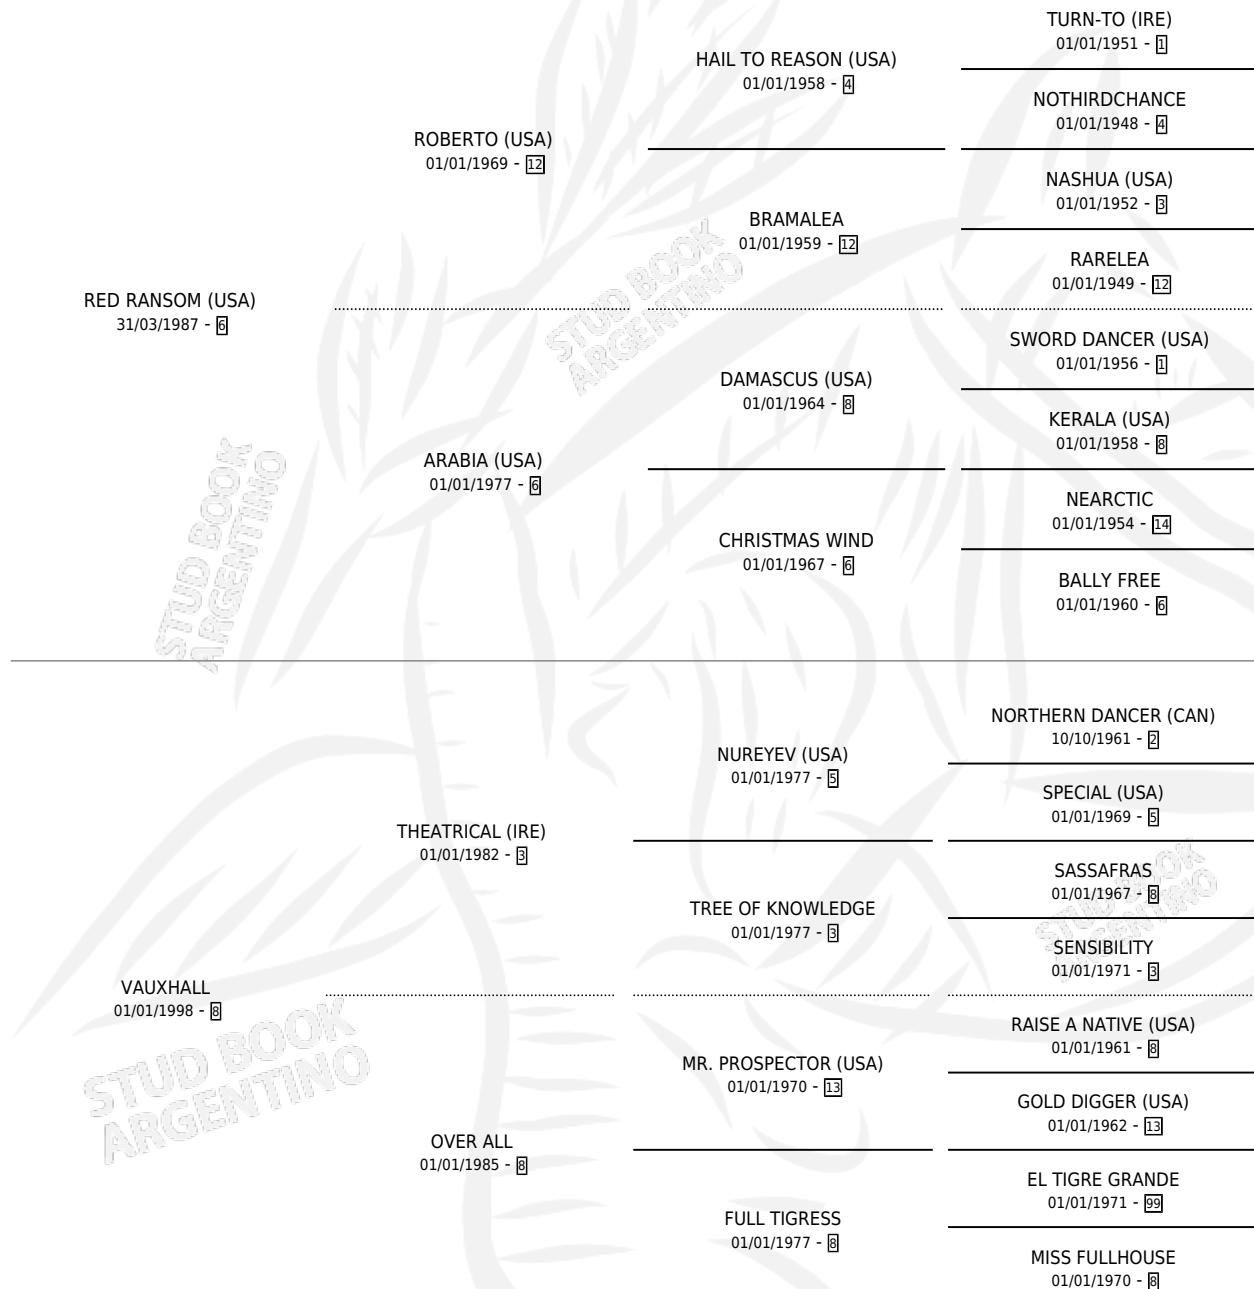 TURN-TO (IRE)
01/01/1951 - 1
HAIL TO REASON (USA)
01/01/1958 - 4
NOTHIRDCHANCE
01/01/1948 - 4
ROBERTO (USA)
01/01/1969 - 12
NASHUA (USA)
01/01/1952 - 3
BRAMALEA
01/01/1959 - 12
RARELEA
01/01/1949 - 12
RED RANSOM (USA)
31/03/1987 - 6
STUD BOOK
ARGENTINO
SWORD DANCER (USA)
01/01/1956 - 1
DAMASCUS (USA)
01/01/1964 - 8
KERALA (USA)
01/01/1958 - 8
ARABIA (USA)
01/01/1977 - 6
NEARCTIC
01/01/1954 - 14
CHRISTMAS WIND
01/01/1967 - 6
BALLY FREE
01/01/1960 - 6
STUD BOOK
ARGENTINO
NORTHERN DANCER (CAN)
10/10/1961 - 2
NUREYEV (USA)
01/01/1977 - 5
SPECIAL (USA)
01/01/1969 - 5
THEATRICAL (IRE)
01/01/1982 - 3
SASSAFRAS
01/01/1967 - 8
TREE OF KNOWLEDGE
01/01/1977 - 3
SENSIBILITY
01/01/1971 - 3
STUD BOOK
ARGENTINO
VAUXHALL
01/01/1998 - 8
RAISE A NATIVE (USA)
01/01/1961 - 8
MR. PROSPECTOR (USA)
01/01/1970 - 13
GOLD DIGGER (USA)
01/01/1962 - 13
STUD BOOK
ARGENTINO
OVER ALL
01/01/1985 - 8
EL TIGRE GRANDE
01/01/1971 - 99
FULL TIGRESS
01/01/1977 - 8
MISS FULLHOUSE
01/01/1970 - 8